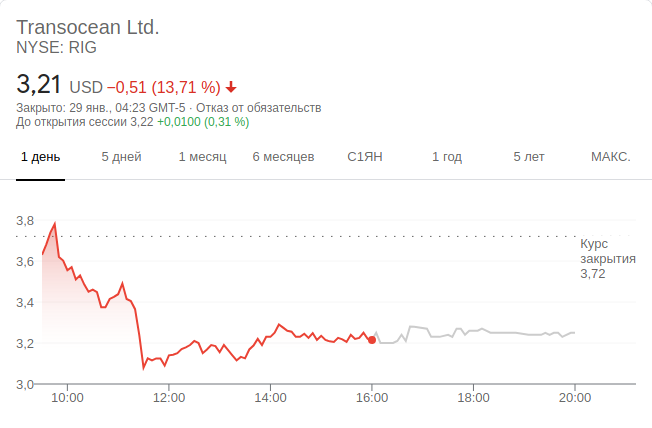 Transocean Ltd.
NYSE: RIG
3,21 USD −0,51 (13,71 %)
Закрыто: 29 янв., 04:23 GMT-5 · Отказ от обязательств
До открытия сессии 3,22 +0,0100 (0,31 %)
1 день 5 дней 1 месяц 6 месяцев С1ЯН 1 год 5 лет МАКС.
3,8
Курс
закрытия
3,72
3,6
3,4
3,2
3,0
10:00 12:00 14:00 16:00 18:00 20:00